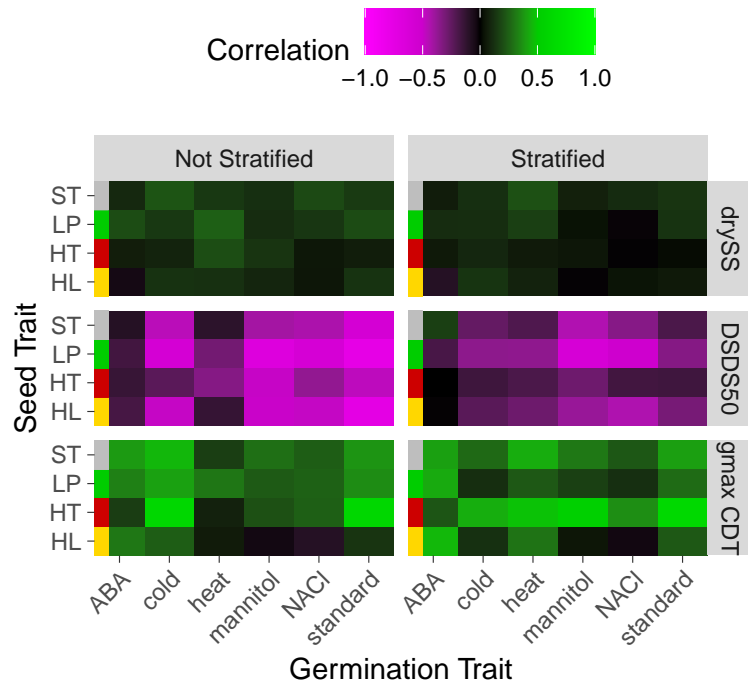 Correlation
−1.0 −0.5 0.0 0.5 1.0
Not Stratified Stratified
Seed Trait
ST
LP
HT
HL
drySS
ST
LP
HT
HL
DSDS50
ST
LP
HT
HL
gmax CDT
ABA cold heat mannitol NACl standard ABA cold heat mannitol NACl standard
Germination Trait